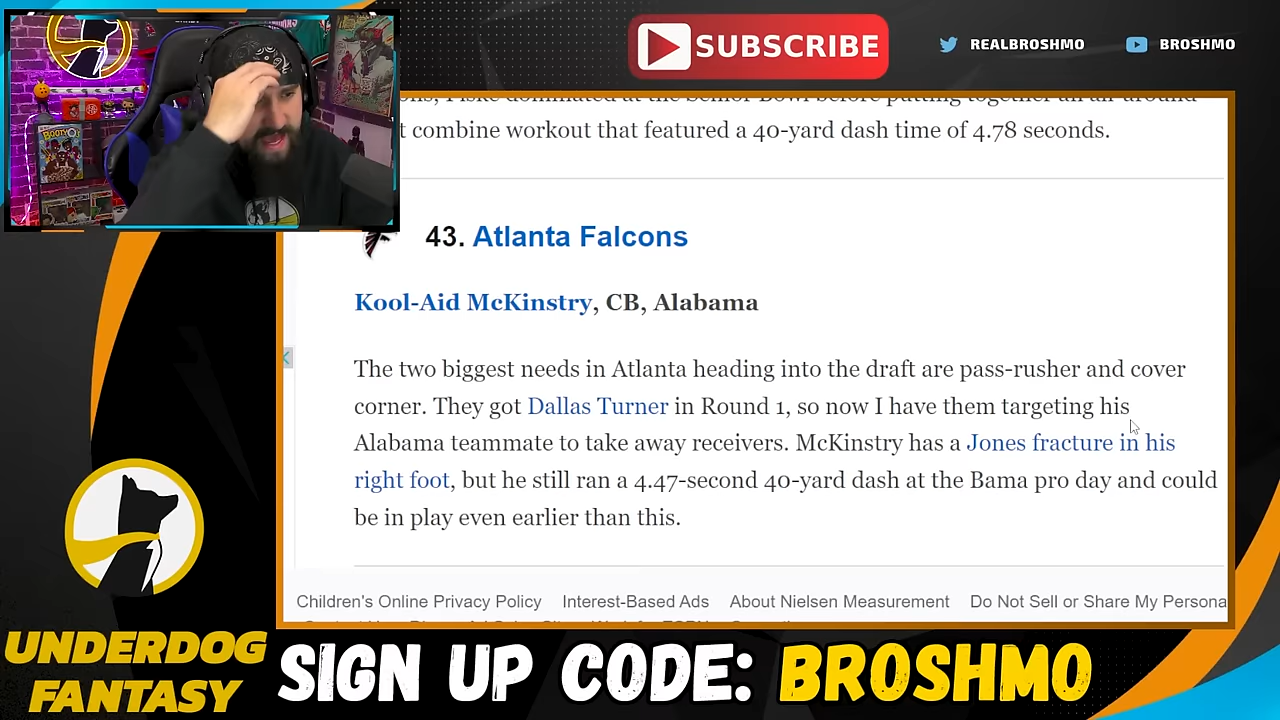 SUBSCRIBE
REALBROSHMO
BROSHMO
t combine workout that featured a 40-yard dash time of 4.78 seconds.
43. Atlanta Falcons
Kool-Aid McKinstry, CB, Alabama
The two biggest needs in Atlanta heading into the draft are pass-rusher and cover
corner. They got Dallas Turner in Round 1, so now I have them targeting his
Alabama teammate to take away receivers. McKinstry has a Jones fracture in his
right foot, but he still ran a 4.47-second 40-yard dash at the Bama pro day and could
be in play even earlier than this.
Children's Online Privacy Policy Interest-Based Ads About Nielsen Measurement Do Not Sell or Share My Persona
UNDERDOG
FANTASY
SIGN UP CODE: BROSHMO